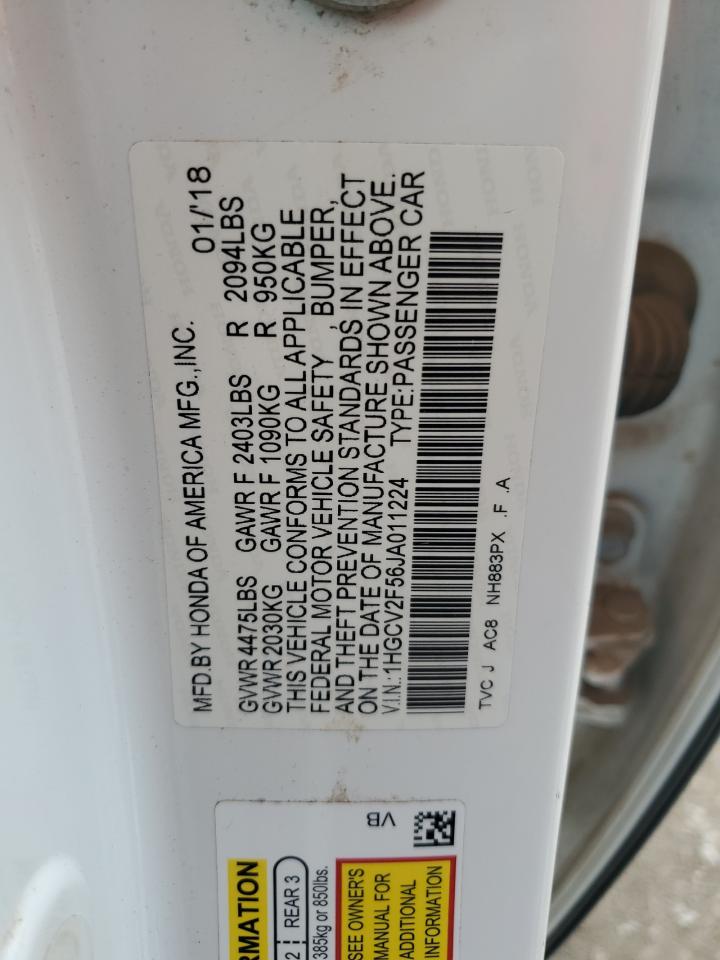 MFD.BY HONDA OF AMERICA MFG.,INC. 01/'18
GVWR 4475LBS GAWR F 2403LBS R 2094LBS
GVWR 2030KG GAWR F 1090KG R 950KG
THIS VEHICLE CONFORMS TO ALL APPLICABLE
FEDERAL MOTOR VEHICLE SAFETY , BUMPER,
AND THEFT PREVENTION STANDARDS IN EFFECT
ON THE DATE OF MANUFACTURE SHOWN ABOVE.
V.I.N.:1HGCV2F56JA011224 TYPE:PASSENGER CAR
TVC J AC8 NH883PX .F .A
VB
RMATION
2 REAR 3
385kg or 850lbs.
SEE OWNER'S
MANUAL FOR
ADDITIONAL
INFORMATION